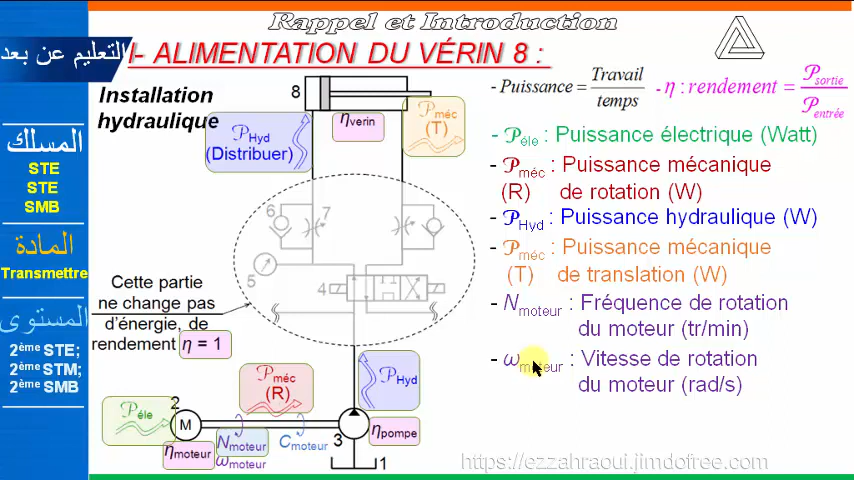 Rappel et Introduction
التعليم عن بعد
I- ALIMENTATION DU VÉRIN 8 :
المسلك
STE
STE
SMB
المادة
Transmettre
المستوى
2ème STE;
2ème STM;
2ème SMB
Installation
hydraulique
8
ηverin
𝒫Hyd
(Distribuer)
𝒫méc
(T)
6
7
5
4
Cette partie
ne change pas
d'énergie, de
rendement η = 1
𝒫éle
2
M
ηmoteur
𝒫méc
(R)
Nmoteur
ωmoteur
Cmoteur
3
𝒫Hyd
ηpompe
1
- Puissance = Travail / temps
- η : rendement = 𝒫sortie / 𝒫entrée
- 𝒫éle : Puissance électrique (Watt)
- 𝒫méc : Puissance mécanique
(R) de rotation (W)
- 𝒫Hyd : Puissance hydraulique (W)
- 𝒫méc : Puissance mécanique
(T) de translation (W)
- Nmoteur : Fréquence de rotation
du moteur (tr/min)
- ωmoteur : Vitesse de rotation
du moteur (rad/s)
https://ezzahraoui.jimdofree.com